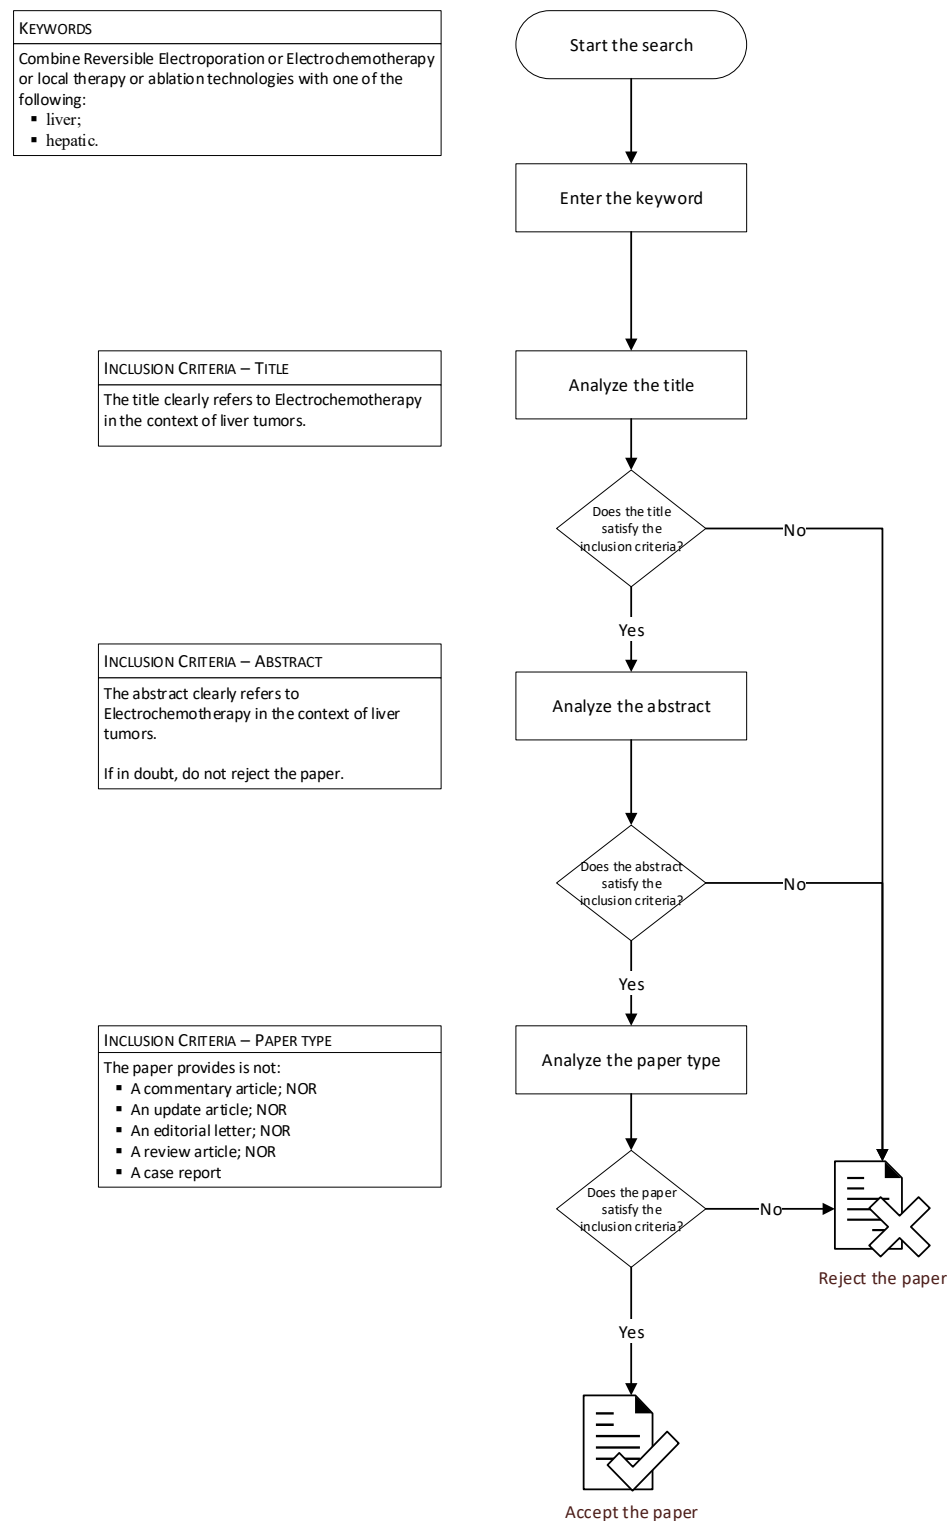 KEYWORDS
Combine Reversible Electroporation or Electrochemotherapy
or local therapy or ablation technologies with one of the
following:
▪ liver;
▪ hepatic.
Start the search
Enter the keyword
INCLUSION CRITERIA – TITLE
The title clearly refers to Electrochemotherapy
in the context of liver tumors.
Analyze the title
Does the title
satisfy the
inclusion criteria?
No
Yes
INCLUSION CRITERIA – ABSTRACT
The abstract clearly refers to
Electrochemotherapy in the context of liver
tumors.
If in doubt, do not reject the paper.
Analyze the abstract
Does the abstract
satisfy the
inclusion criteria?
No
Yes
INCLUSION CRITERIA – PAPER TYPE
The paper provides is not:
▪ A commentary article; NOR
▪ An update article; NOR
▪ An editorial letter; NOR
▪ A review article; NOR
▪ A case report
Analyze the paper type
Does the paper
satisfy the
inclusion criteria?
No
Reject the paper
Yes
Accept the paper